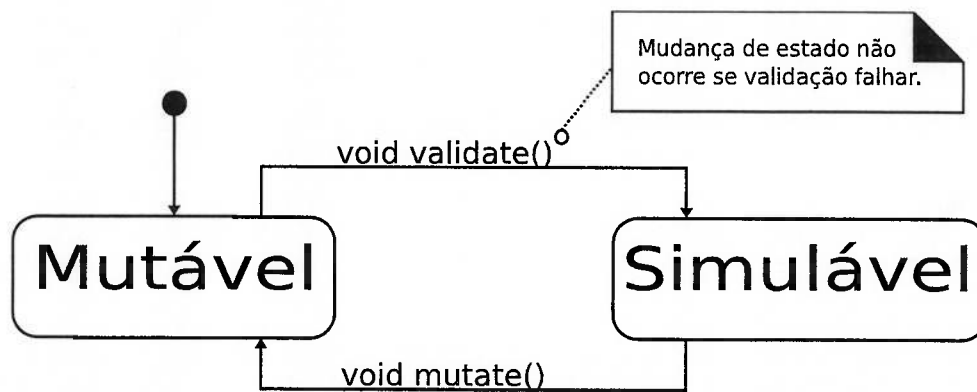 Mudança de estado não
ocorre se validação falhar.
void validate()
Mutável
Simulável
void mutate()